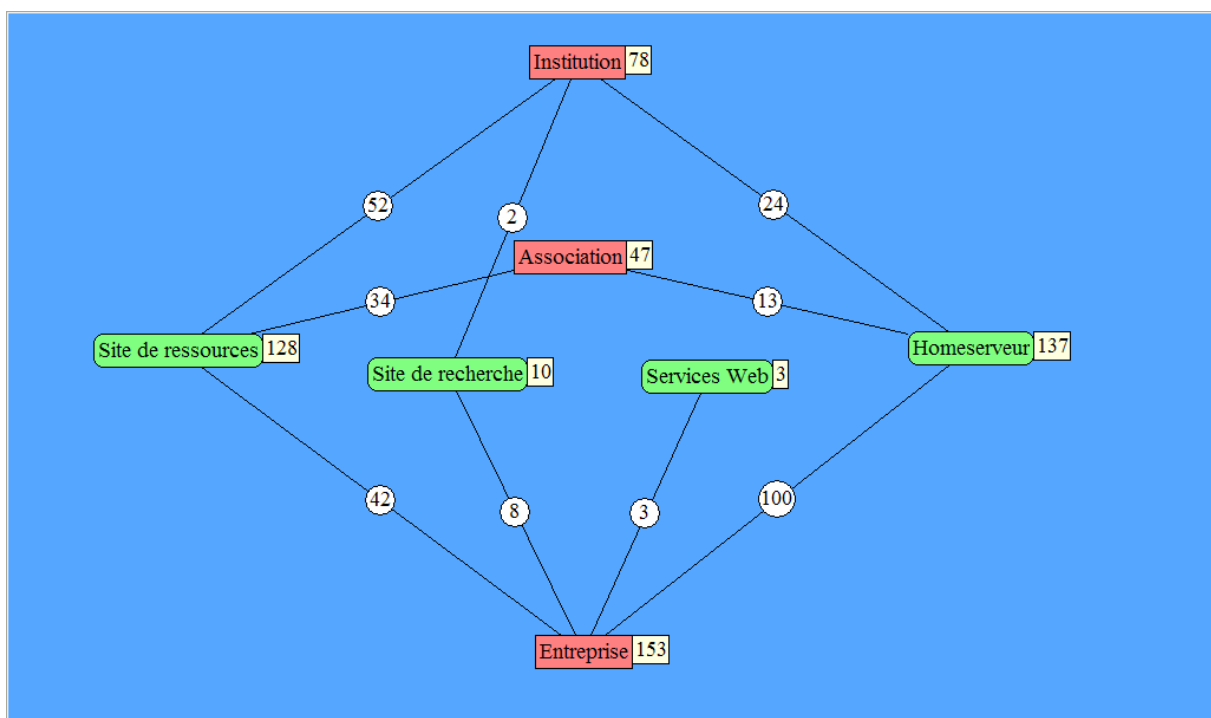 Institution 78
52
2
24
Association 47
34
13
Site de ressources 128
Site de recherche 10
Services Web 3
Homeserveur 137
42
8
3
100
Entreprise 153